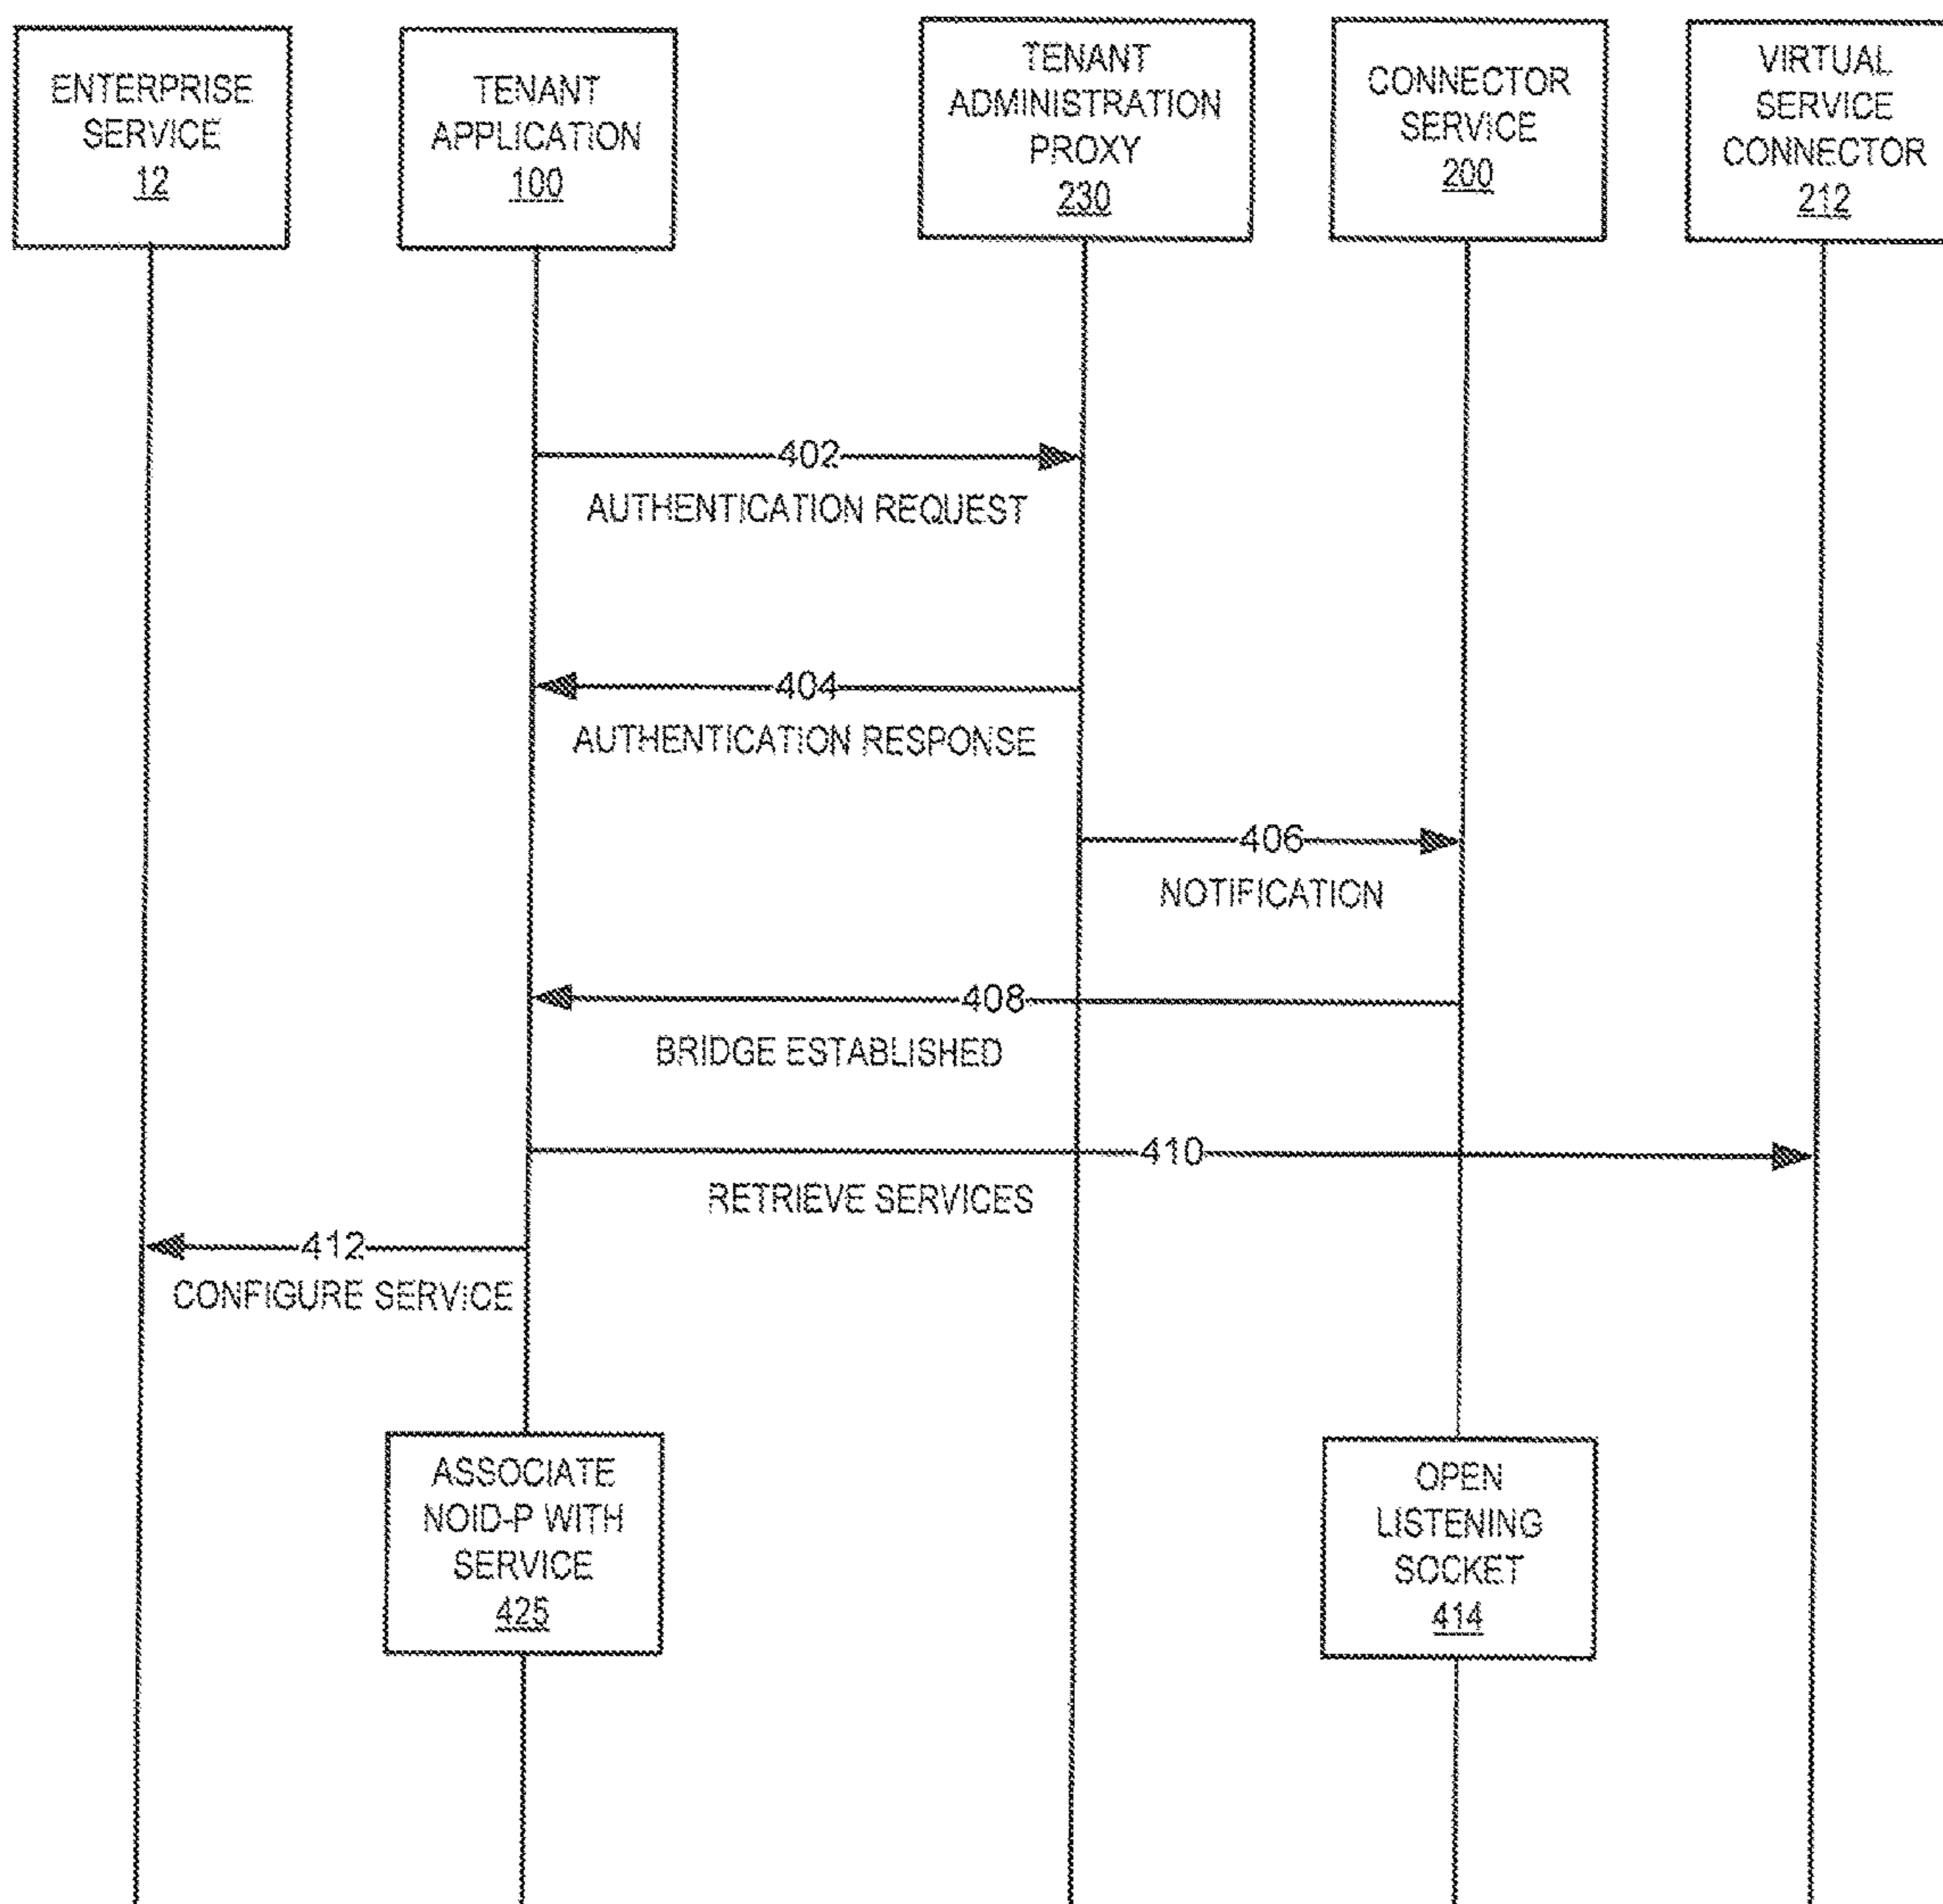 ENTERPRISE
SERVICE
12
TENANT
APPLICATION
100
TENANT
ADMINISTRATION
PROXY
230
CONNECTOR
SERVICE
200
VIRTUAL
SERVICE
CONNECTOR
212
402
AUTHENTICATION REQUEST
404
AUTHENTICATION RESPONSE
406
NOTIFICATION
408
BRIDGE ESTABLISHED
410
RETRIEVE SERVICES
412
CONFIGURE SERVICE
ASSOCIATE
NOID-P WITH
SERVICE
425
OPEN
LISTENING
SOCKET
414